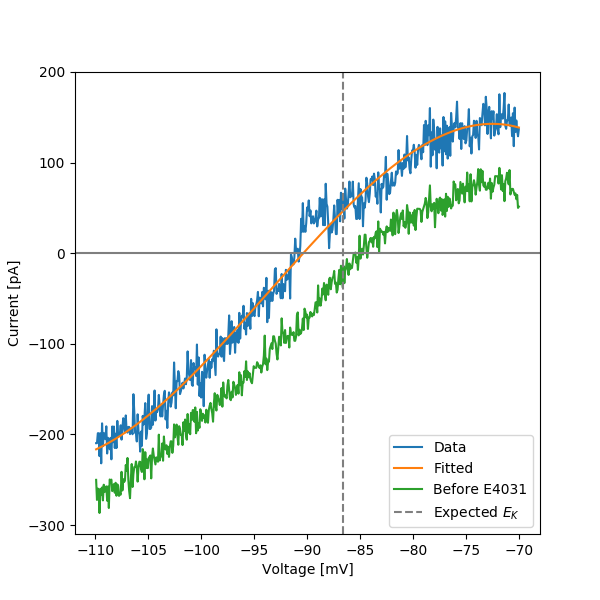 200
100
0
−100
−200
−300
Current [pA]
Data
Fitted
Before E4031
Expected $E_K$
−110 −105 −100 −95 −90 −85 −80 −75 −70
Voltage [mV]